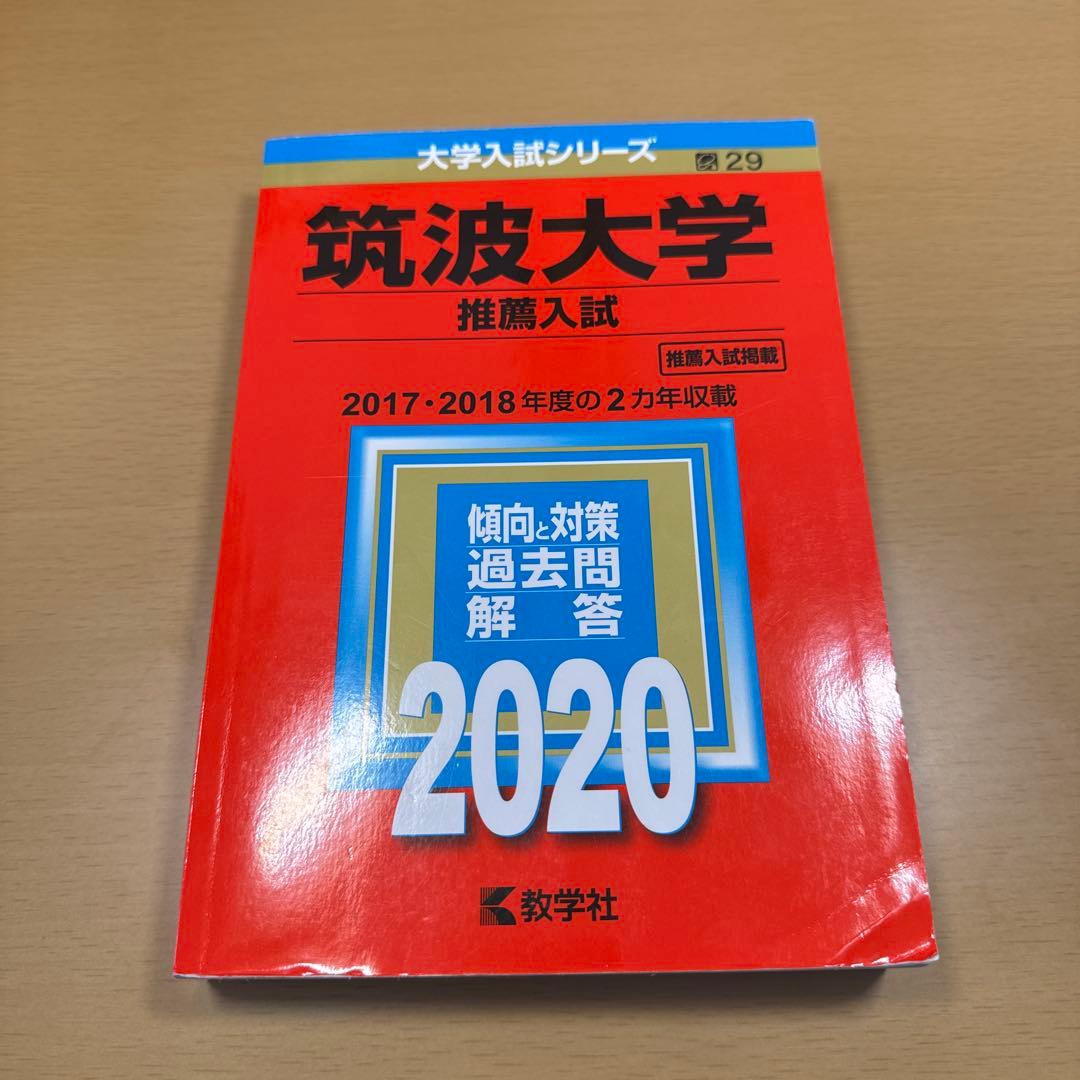 大学入試シリーズ
29
筑波大学
推薦入試
推薦入試掲載
2017・2018年度の2カ年収載
傾向と対策
過去問
解答
2020
教学社